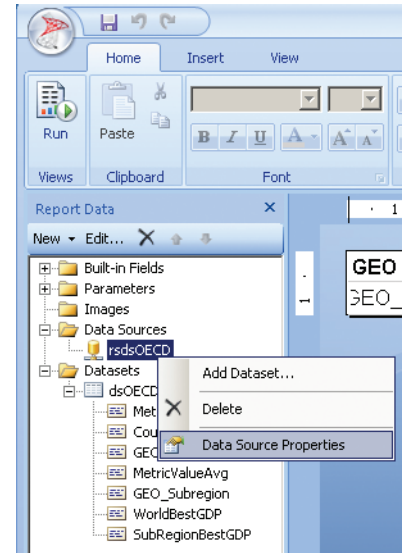 Home Insert View
Run
Paste
B I U A A A
Views Clipboard Font
Report Data
New Edit...
Built-in Fields
Parameters
Images
Data Sources
rsdsOECD
Datasets
dsOECD
Met
Cou
GEO
MetricValueAvg
GEO_Subregion
WorldBestGDP
SubRegionBestGDP
Add Dataset...
Delete
Data Source Properties
1
GEO
GEO_
1